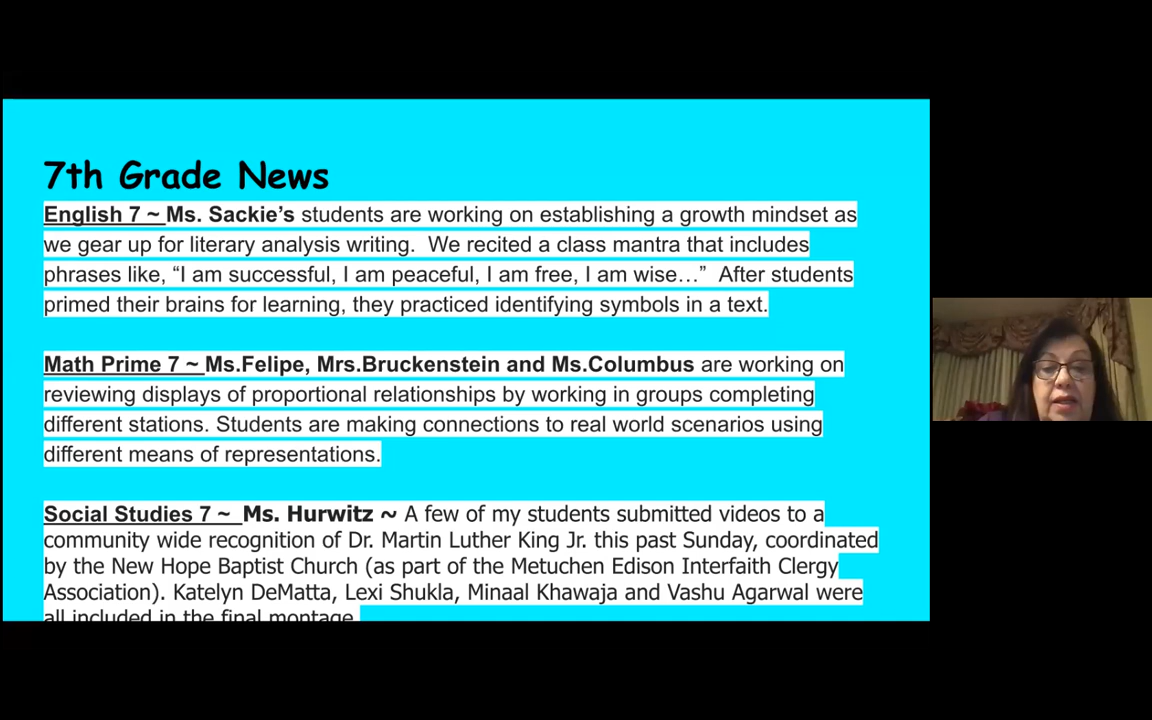 7th Grade News
English 7 ~ Ms. Sackie’s students are working on establishing a growth mindset as
we gear up for literary analysis writing.  We recited a class mantra that includes
phrases like, “I am successful, I am peaceful, I am free, I am wise…”  After students
primed their brains for learning, they practiced identifying symbols in a text.
Math Prime 7 ~ Ms.Felipe, Mrs.Bruckenstein and Ms.Columbus are working on
reviewing displays of proportional relationships by working in groups completing
different stations. Students are making connections to real world scenarios using
different means of representations.
Social Studies 7 ~  Ms. Hurwitz ~ A few of my students submitted videos to a
community wide recognition of Dr. Martin Luther King Jr. this past Sunday, coordinated
by the New Hope Baptist Church (as part of the Metuchen Edison Interfaith Clergy
Association). Katelyn DeMatta, Lexi Shukla, Minaal Khawaja and Vashu Agarwal were
all included in the final montage.